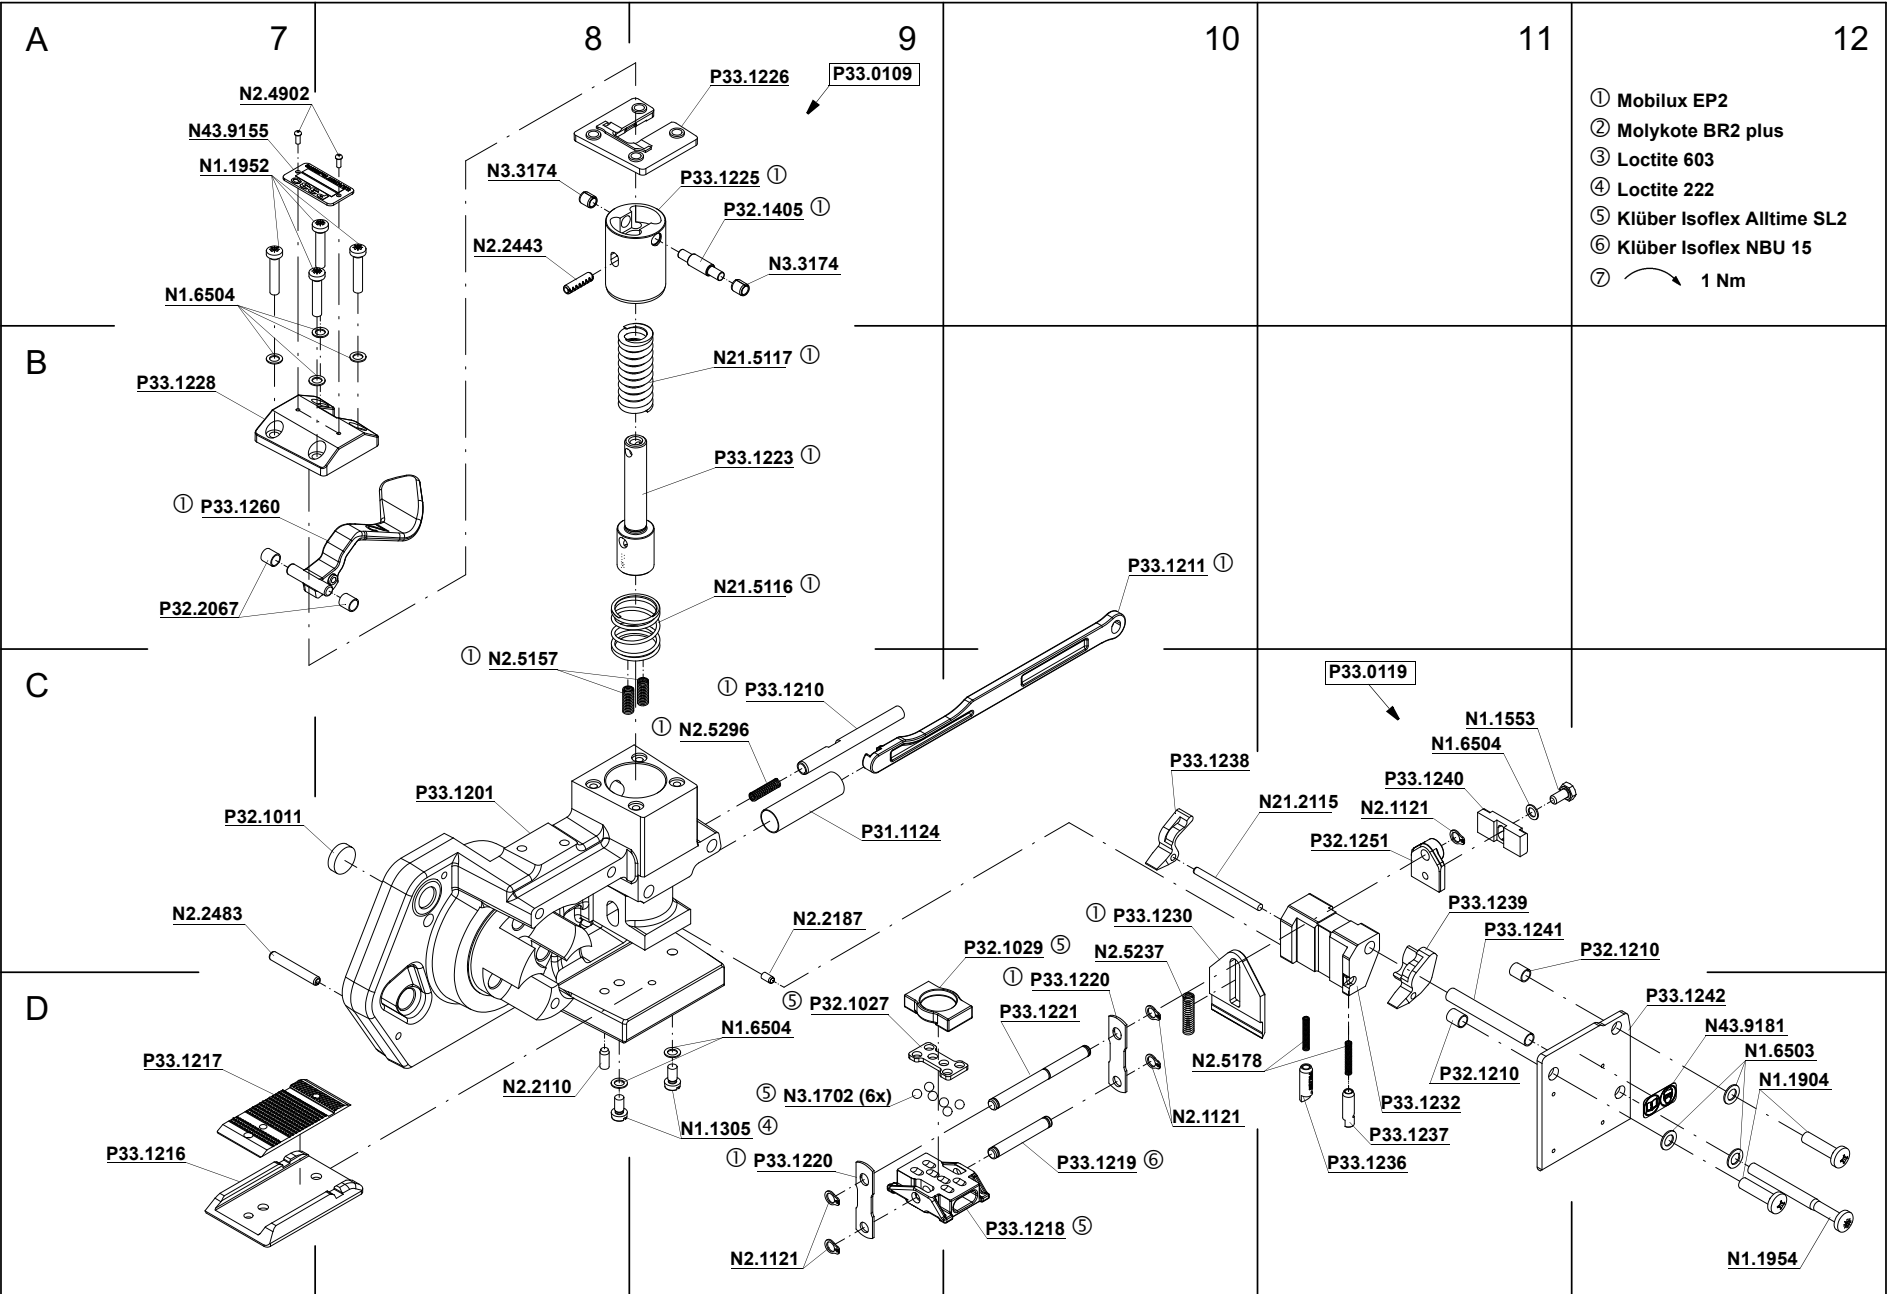 A
7
8
9
10
11
12
P33.1226
P33.0109
N2.4902
① Mobilux EP2
② Molykote BR2 plus
③ Loctite 603
④ Loctite 222
⑤ Klüber Isoflex Alltime SL2
⑥ Klüber Isoflex NBU 15
⑦ 1 Nm
N43.9155
N1.1952
N3.3174
P33.1225 ①
P32.1405 ①
N2.2443
N3.3174
N1.6504
B
N21.5117 ①
P33.1228
P33.1223 ①
① P33.1260
P33.1211 ①
N21.5116 ①
P32.2067
C
① N2.5157
① P33.1210
P33.0119
① N2.5296
N1.1553
N1.6504
P33.1238
P33.1240
P33.1201
N21.2115
N2.1121
P32.1011
P31.1124
P32.1251
N2.2483
N2.2187
① P33.1230
P33.1239
P33.1241
P32.1029 ⑤
N2.5237
P32.1210
D
① P33.1220
⑤ P32.1027
P33.1221
P33.1242
N1.6504
N43.9181
P33.1217
N2.2110
N2.5178
N1.6503
P32.1210
N1.1904
⑤ N3.1702 (6x)
N1.1305 ④
N2.1121
P33.1232
P33.1237
P33.1216
① P33.1220
P33.1219 ⑥
P33.1236
P33.1218 ⑤
N2.1121
N1.1954